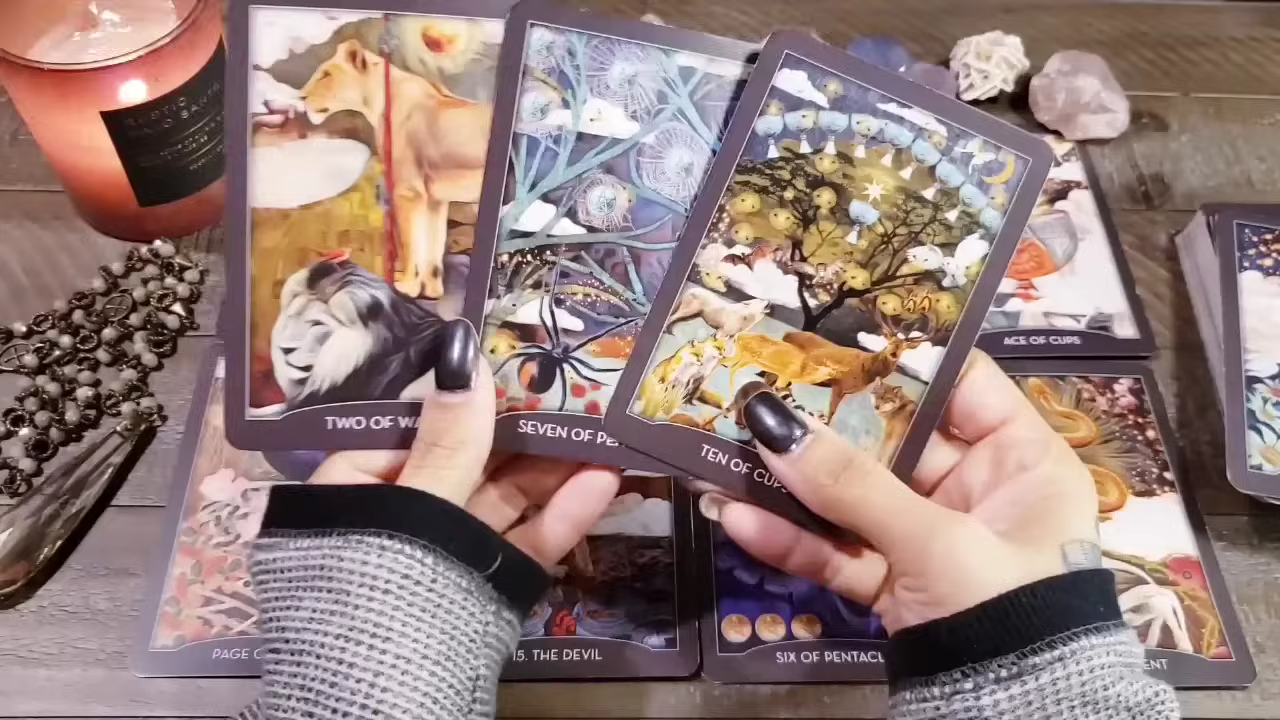 TWO OF WA
SEVEN OF PE
TEN OF CUPS
ACE OF CUPS
PAGE
15. THE DEVIL
SIX OF PENTACL
ENT